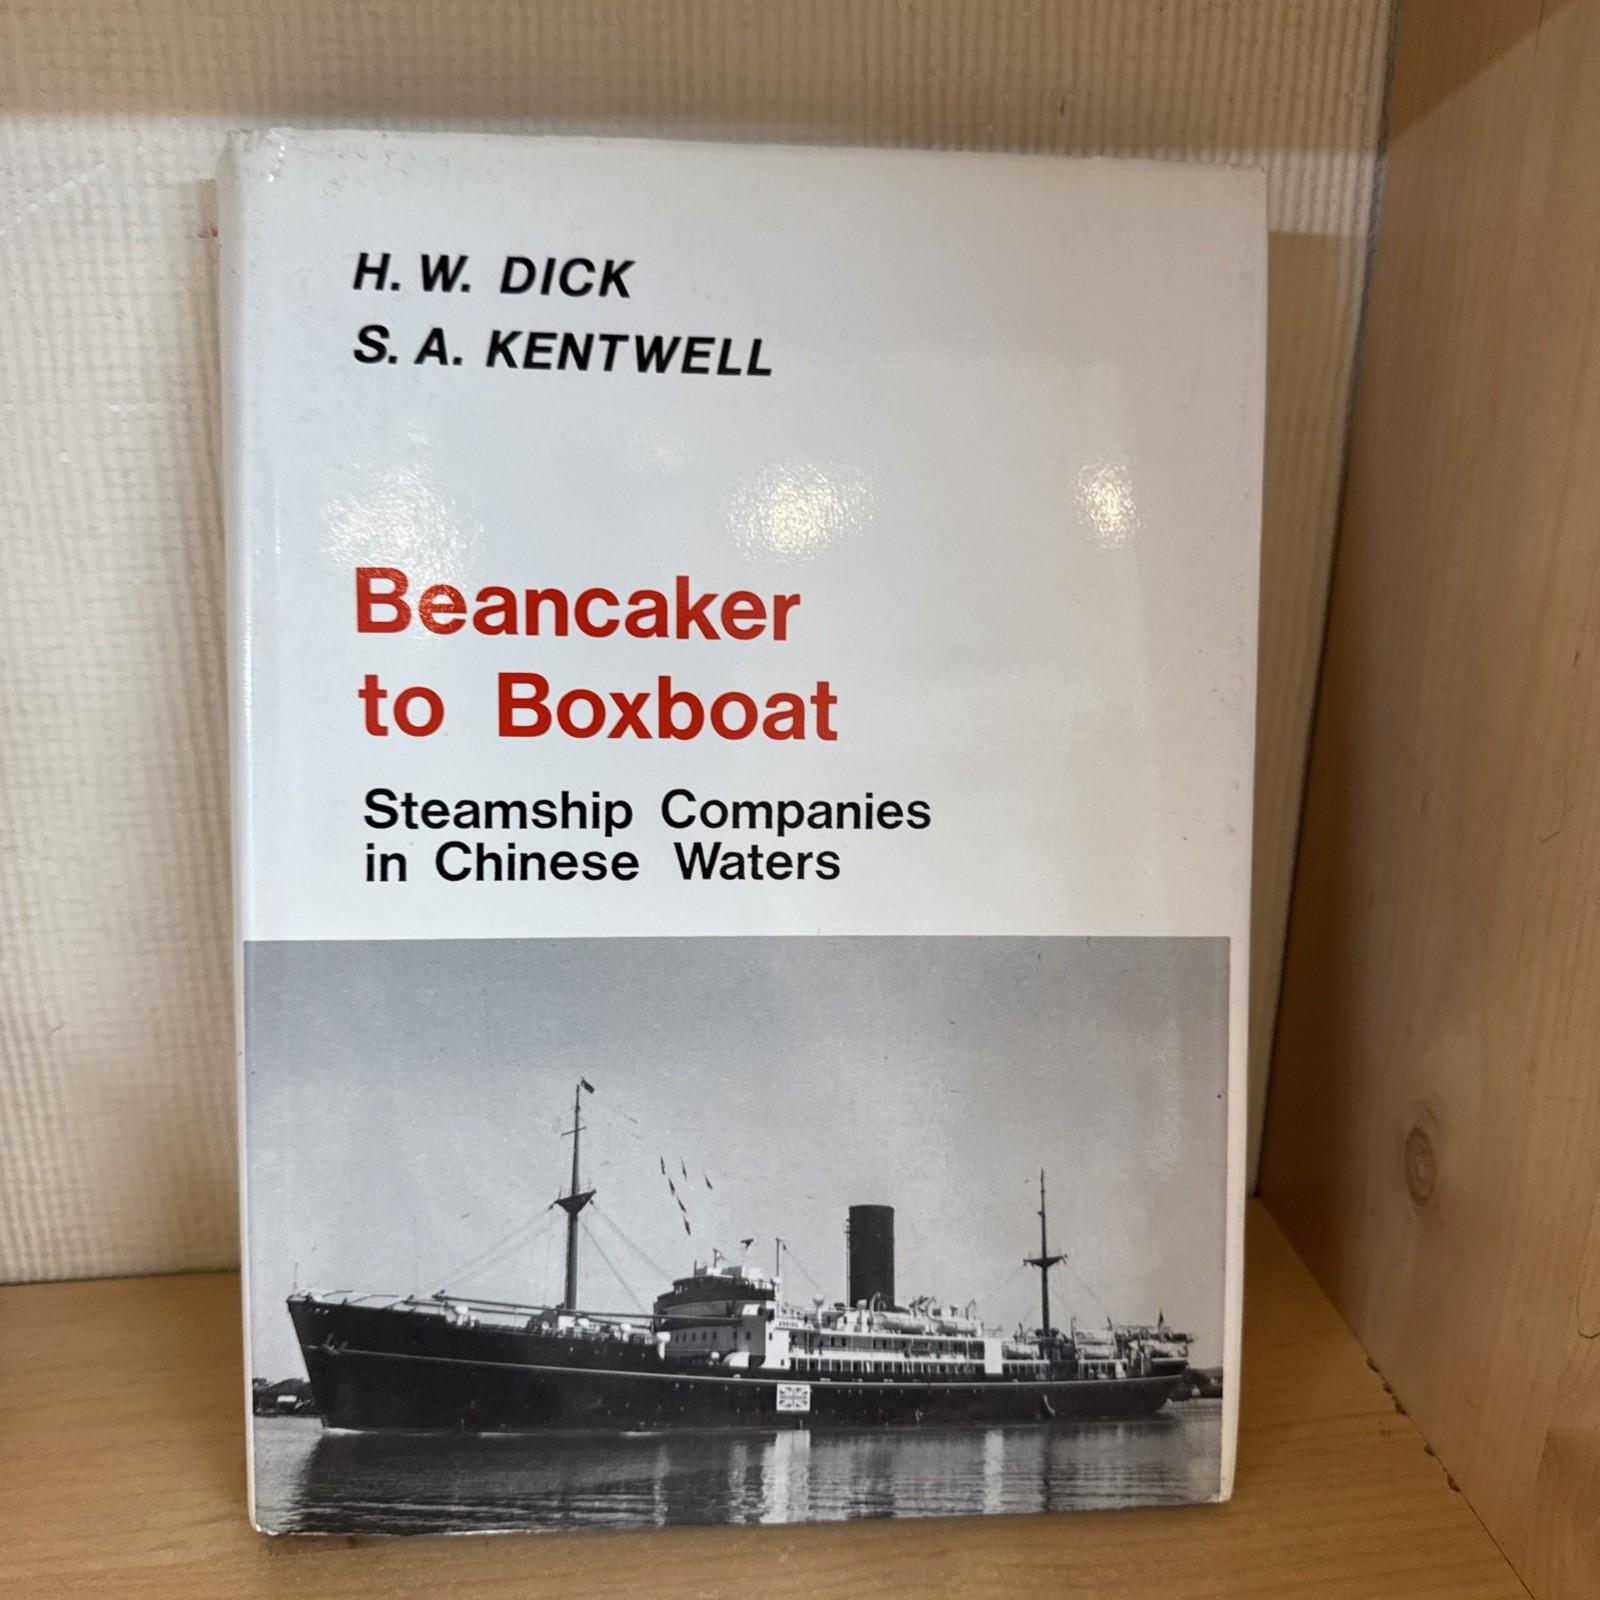 H. W. DICK
S. A. KENTWELL
Beancaker
to Boxboat
Steamship Companies
in Chinese Waters